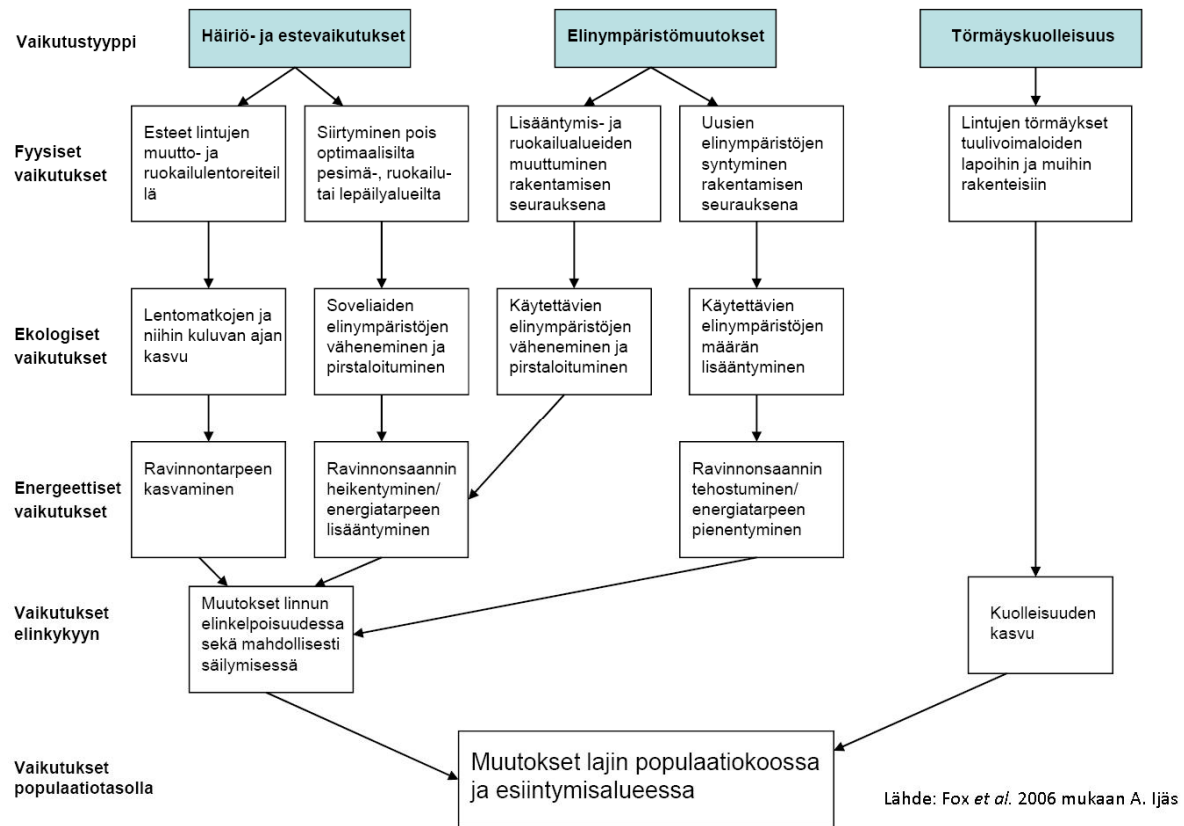 Vaikutustyyppi
Häiriö- ja estevaikutukset
Elinympäristömuutokset
Törmäyskuolleisuus
Fyysiset
vaikutukset
Esteet lintujen
muutto- ja
ruokailulentoreiteil
lä
Siirtyminen pois
optimaalisilta
pesimä-, ruokailu-
tai lepäilyalueilta
Lisääntymis- ja
ruokailualueiden
muuttuminen
rakentamisen
seurauksena
Uusien
elinympäristöjen
syntyminen
rakentamisen
seurauksena
Lintujen törmäykset
tuulivoimaloiden
lapoihin ja muihin
rakenteisiin
Ekologiset
vaikutukset
Lentomatkojen ja
niihin kuluvan ajan
kasvu
Soveliaiden
elinympäristöjen
väheneminen ja
pirstaloituminen
Käytettävien
elinympäristöjen
väheneminen ja
pirstaloituminen
Käytettävien
elinympäristöjen
määrän
lisääntyminen
Energeettiset
vaikutukset
Ravinnontarpeen
kasvaminen
Ravinnonsaannin
heikentyminen/
energiatarpeen
lisääntyminen
Ravinnonsaannin
tehostuminen/
energiatarpeen
pienentyminen
Vaikutukset
elinkykyyn
Muutokset linnun
elinkelpoisuudessa
sekä mahdollisesti
säilymisessä
Kuolleisuuden
kasvu
Vaikutukset
populaatiotasolla
Muutokset lajin populaatiokoossa
ja esiintymisalueessa
Lähde: Fox et al. 2006 mukaan A. Ijäs